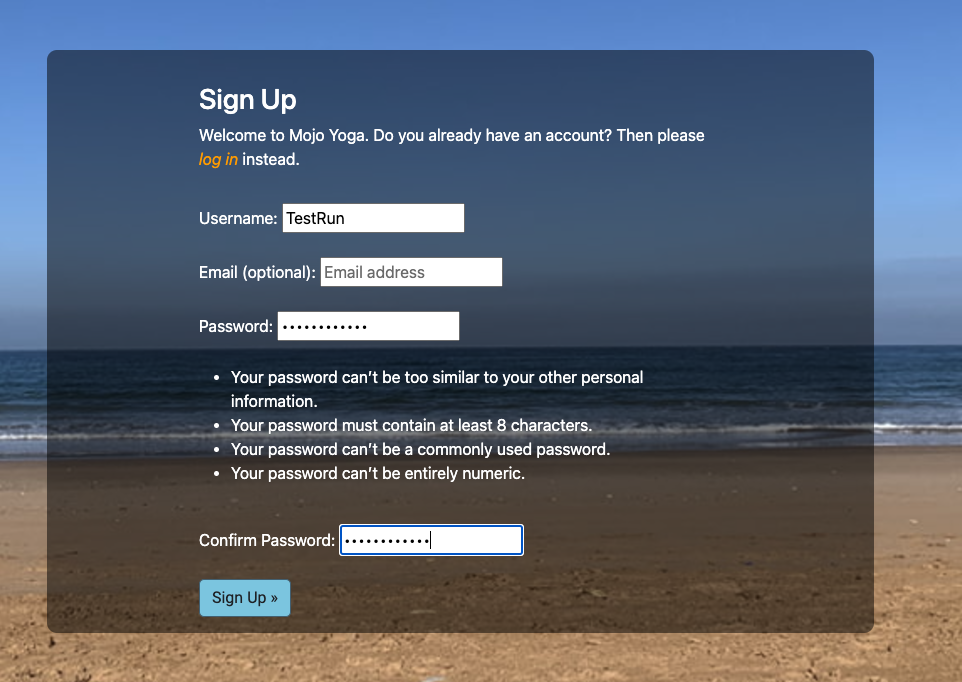 Sign Up
Welcome to Mojo Yoga. Do you already have an account? Then please
log in instead.
Username: TestRun
Email (optional): Email address
Password: ••••••••••••
• Your password can’t be too similar to your other personal
information.
• Your password must contain at least 8 characters.
• Your password can’t be a commonly used password.
• Your password can’t be entirely numeric.
Confirm Password: ••••••••••••
Sign Up »